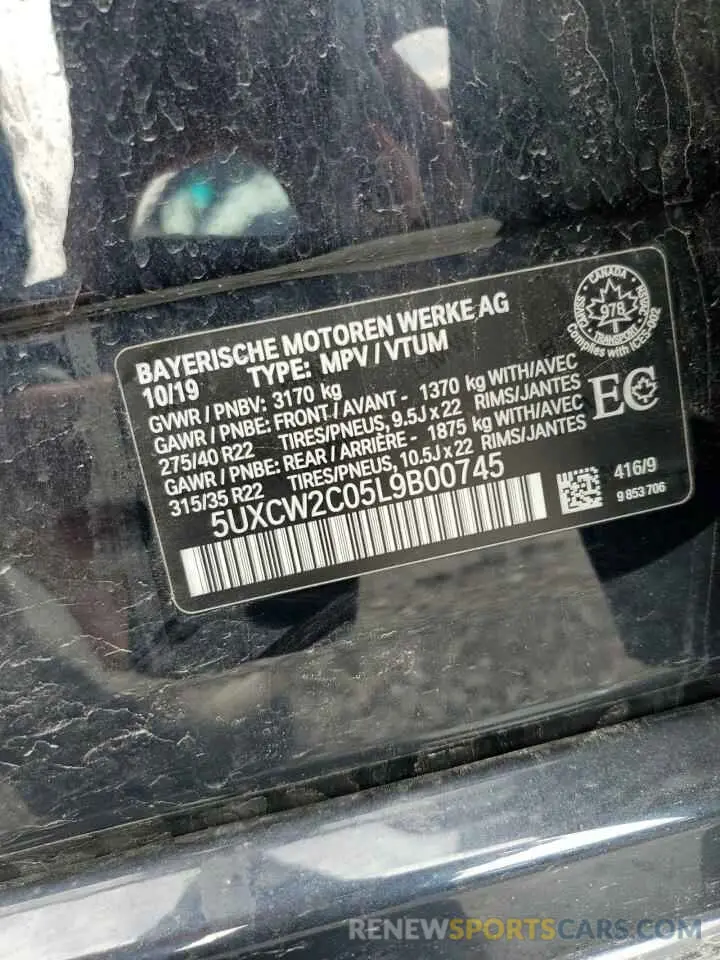 BAYERISCHE MOTOREN WERKE AG
10/19 TYPE: MPV / VTUM
GVWR / PNBV: 3170 kg
GAWR / PNBE: FRONT / AVANT - 1370 kg WITH/AVEC
275/40 R22 TIRES/PNEUS, 9.5J x 22 RIMS/JANTES
GAWR / PNBE: REAR / ARRIÈRE - 1875 kg WITH/AVEC
315/35 R22 TIRES/PNEUS, 10.5J x 22 RIMS/JANTES
5UXCW2C05L9B00745
CANADA
978
TRANSPORT
Complies with ICES-002
EC
416/9
9 853 706
RENEWSPORTSCARS.COM